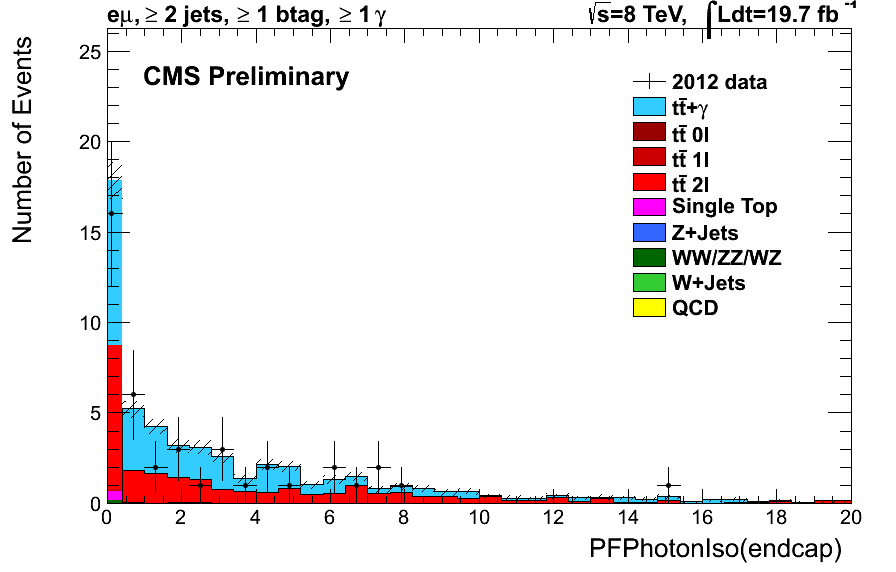 eμ, ≥ 2 jets, ≥ 1 btag, ≥ 1 γ
√s=8 TeV, ∫Ldt=19.7 fb⁻¹
CMS Preliminary
Number of Events
25
20
15
10
5
0
2012 data
tt̄+γ
tt̄ 0l
tt̄ 1l
tt̄ 2l
Single Top
Z+Jets
WW/ZZ/WZ
W+Jets
QCD
0 2 4 6 8 10 12 14 16 18 20
PFPhotonIso(endcap)